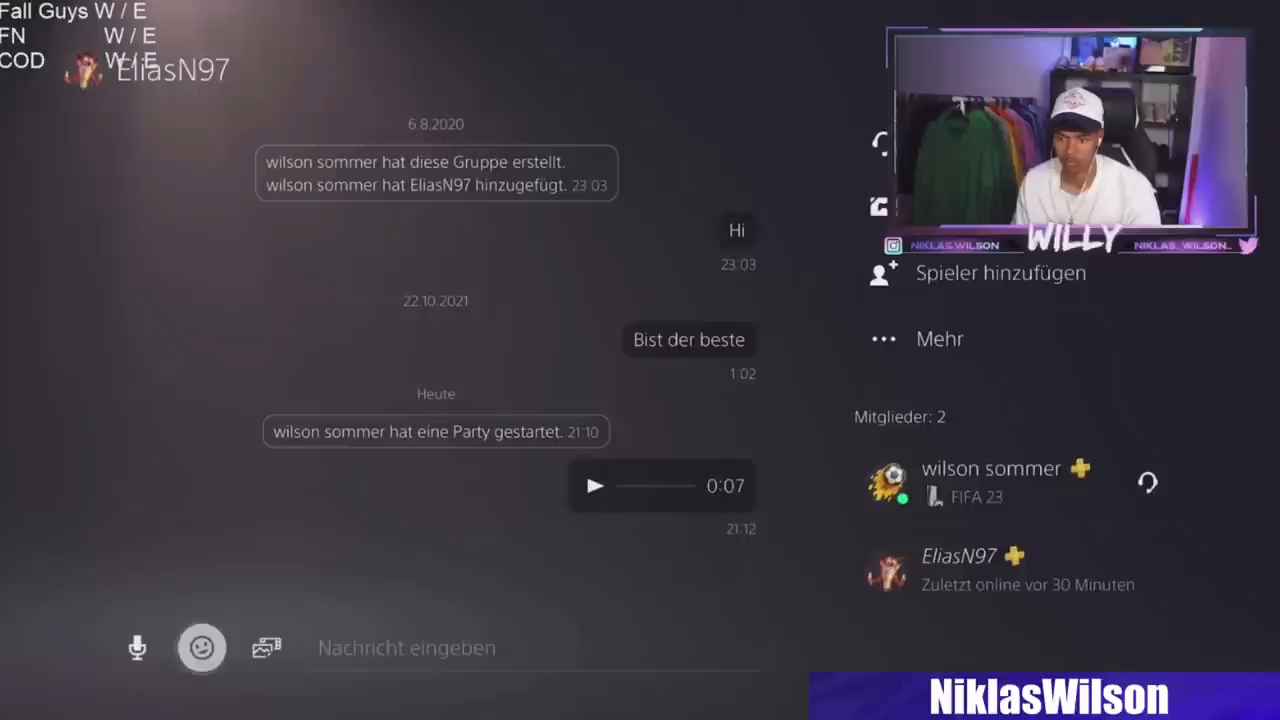 Fall Guys W / E
FN W / E
COD W / E
EliasN97
6.8.2020
wilson sommer hat diese Gruppe erstellt.
wilson sommer hat EliasN97 hinzugefügt. 23:03
Hi
23:03
22.10.2021
Bist der beste
1:02
Heute
wilson sommer hat eine Party gestartet. 21:10
0:07
21:12
Nachricht eingeben
WILLY
NIKLAS.WILSON
NIKLAS_WILSON_
Spieler hinzufügen
Mehr
Mitglieder: 2
wilson sommer
FIFA 23
EliasN97
Zuletzt online vor 30 Minuten
NiklasWilson